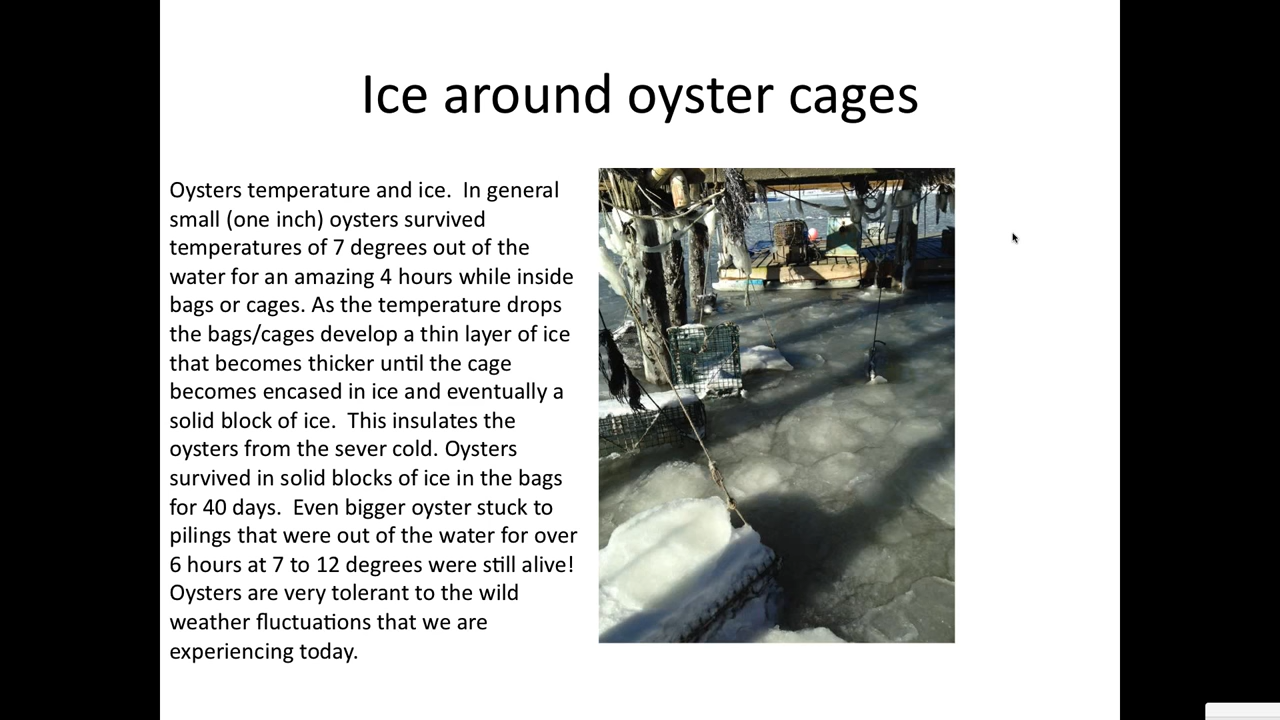 Ice around oyster cages
Oysters temperature and ice.  In general
small (one inch) oysters survived
temperatures of 7 degrees out of the
water for an amazing 4 hours while inside
bags or cages. As the temperature drops
the bags/cages develop a thin layer of ice
that becomes thicker until the cage
becomes encased in ice and eventually a
solid block of ice.  This insulates the
oysters from the sever cold. Oysters
survived in solid blocks of ice in the bags
for 40 days.  Even bigger oyster stuck to
pilings that were out of the water for over
6 hours at 7 to 12 degrees were still alive!
Oysters are very tolerant to the wild
weather fluctuations that we are
experiencing today.